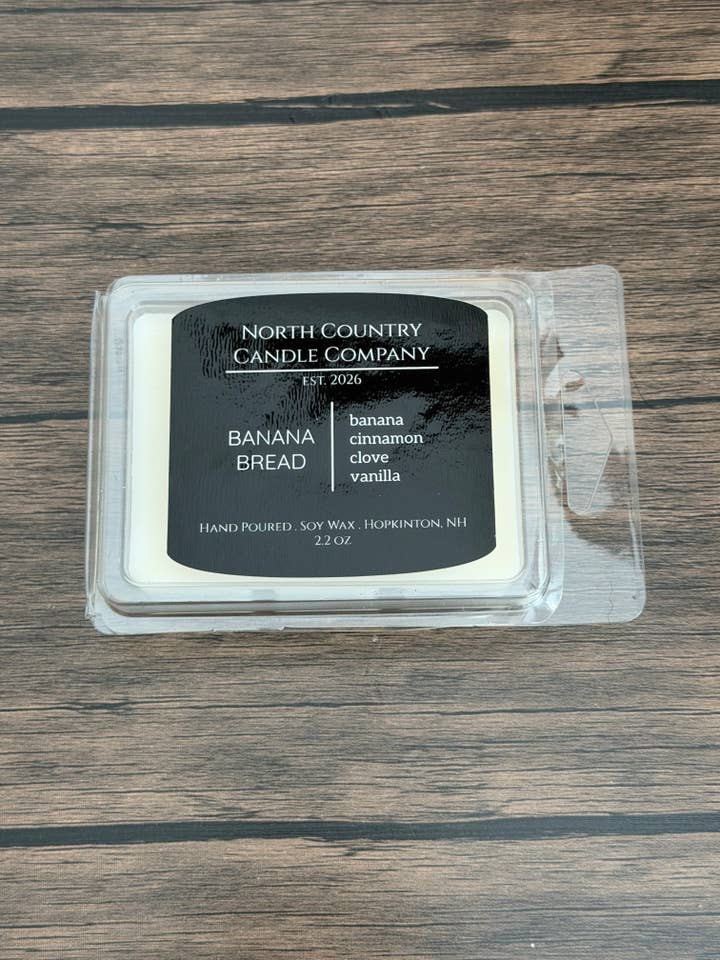 North Country
Candle Company
Est. 2026
BANANA
BREAD
banana
cinnamon
clove
vanilla
Hand Poured . Soy Wax . Hopkinton, NH
2.2 oz